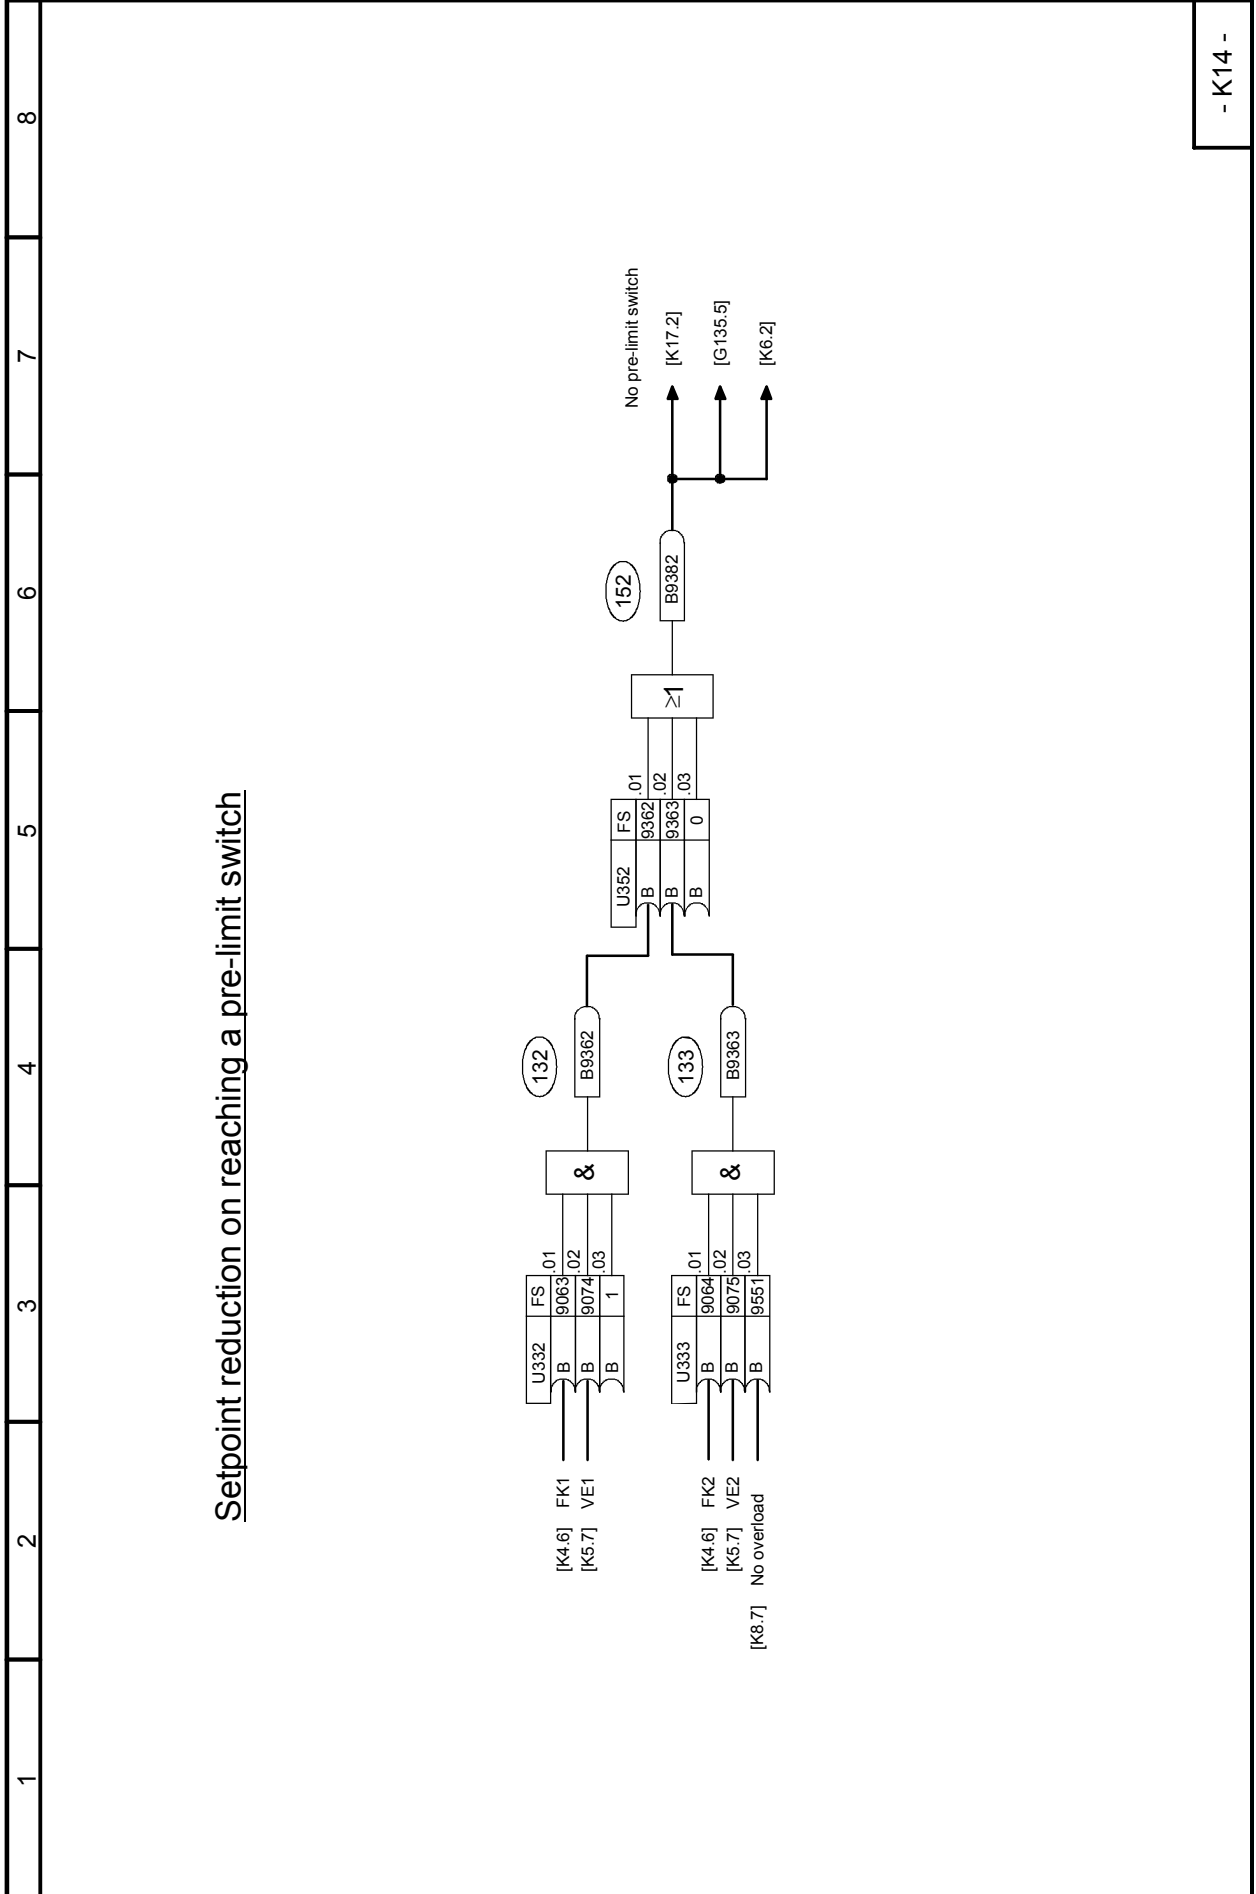 1
2
3
4
5
6
7
8
Setpoint reduction on reaching a pre-limit switch
U332 FS
B 9063 .01
B 9074 .02
B 1 .03
[K4.6] FK1
[K5.7] VE1
&
132
B9362
U333 FS
B 9064 .01
B 9075 .02
B 9551 .03
[K4.6] FK2
[K5.7] VE2
[K8.7] No overload
&
133
B9363
U352 FS
B 9362 .01
B 9363 .02
B 0 .03
≥1
152
B9382
No pre-limit switch
[K17.2]
[G135.5]
[K6.2]
- K14 -